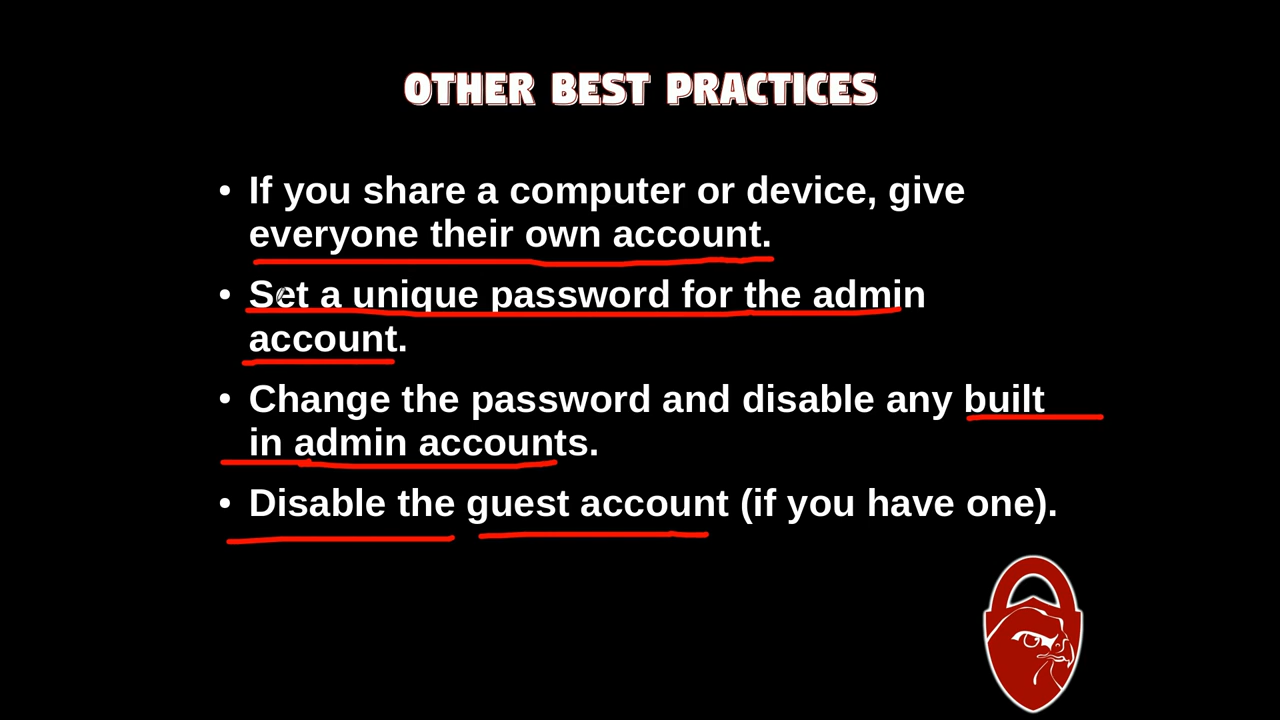 OTHER BEST PRACTICES
• If you share a computer or device, give
everyone their own account.
• Set a unique password for the admin
account.
• Change the password and disable any built
in admin accounts.
• Disable the guest account (if you have one).